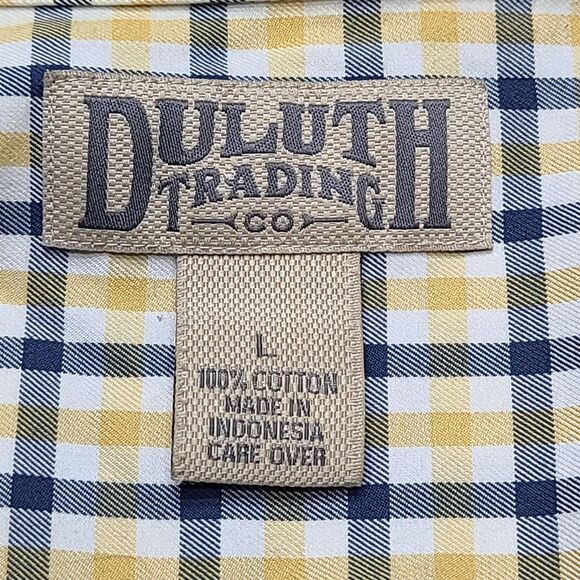 DULUTH
TRADING
CO
L
100% COTTON
MADE IN
INDONESIA
CARE OVER